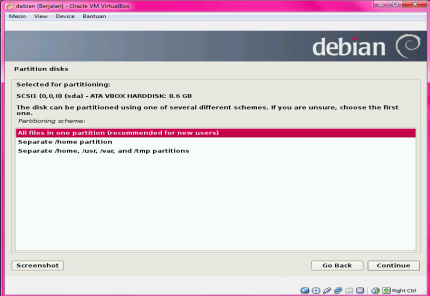 debian [Berjalan] - Oracle VM VirtualBox
Mesin View Device Bantuan
debian
Partition disks
Selected for partitioning:
SCSI1 (0,0,0) (sda) - ATA VBOX HARDDISK: 8.6 GB
The disk can be partitioned using one of several different schemes. If you are unsure, choose the first
one.
Partitioning scheme:
All files in one partition (recommended for new users)
Separate /home partition
Separate /home, /usr, /var, and /tmp partitions
Screenshot
Go Back
Continue
Right Ctrl